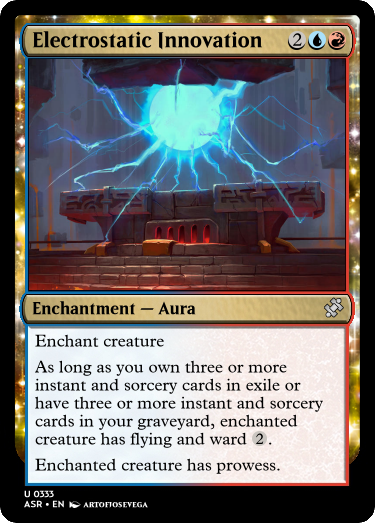 Electrostatic Innovation 2
Enchantment — Aura
Enchant creature
As long as you own three or more
instant and sorcery cards in exile or
have three or more instant and sorcery
cards in your graveyard, enchanted
creature has flying and ward 2.
Enchanted creature has prowess.
U 0333
ASR • EN ARTOFJOSEVEGA